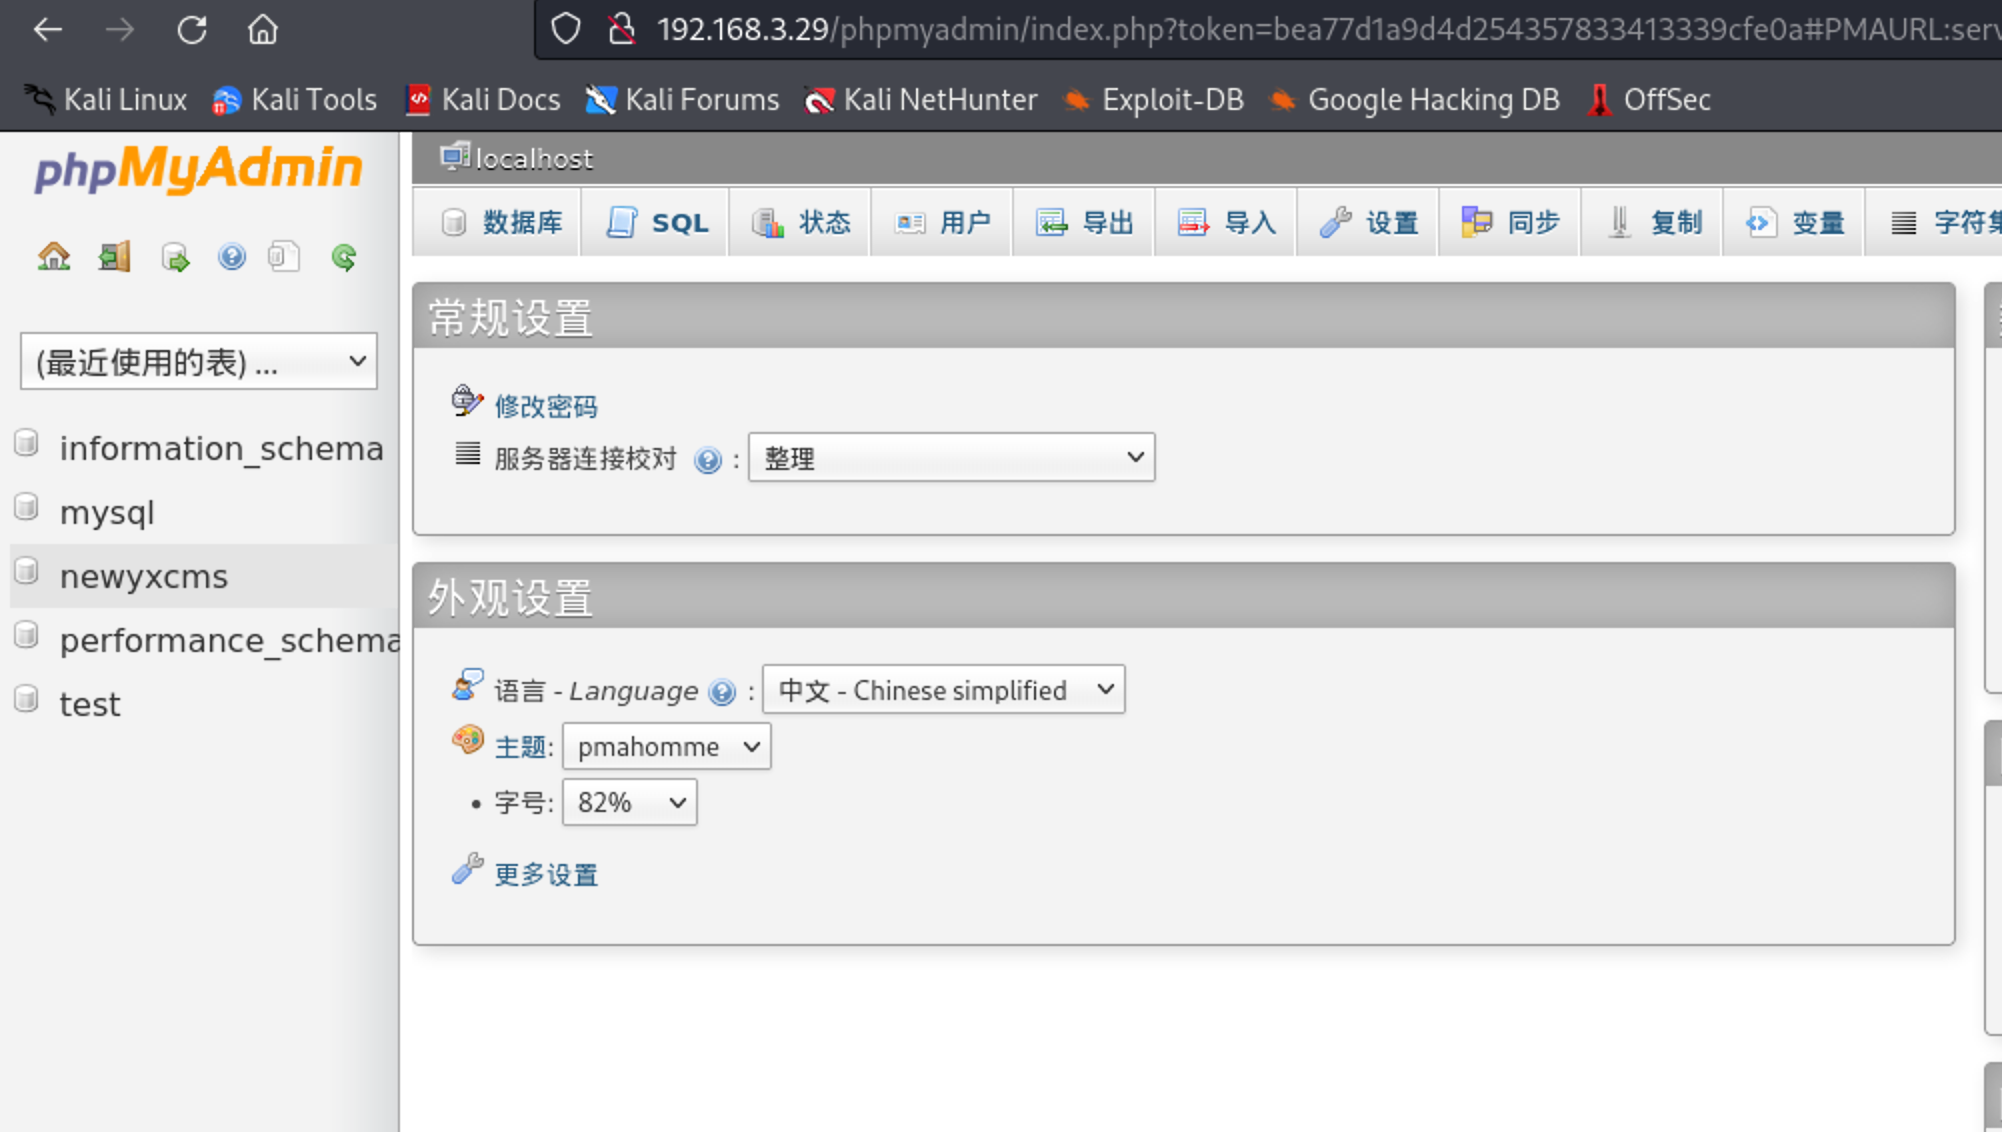 192.168.3.29/phpmyadmin/index.php?token=bea77d1a9d4d254357833413339cfe0a#PMAURL:serv
Kali Linux Kali Tools Kali Docs Kali Forums Kali NetHunter Exploit-DB Google Hacking DB OffSec
phpMyAdmin
(最近使用的表) ...
information_schema
mysql
newyxcms
performance_schema
test
localhost
数据库 SQL 状态 用户 导出 导入 设置 同步 复制 变量 字符集
常规设置
修改密码
服务器连接校对 : 整理
外观设置
语言 - Language : 中文 - Chinese simplified
主题: pmahomme
• 字号: 82%
更多设置